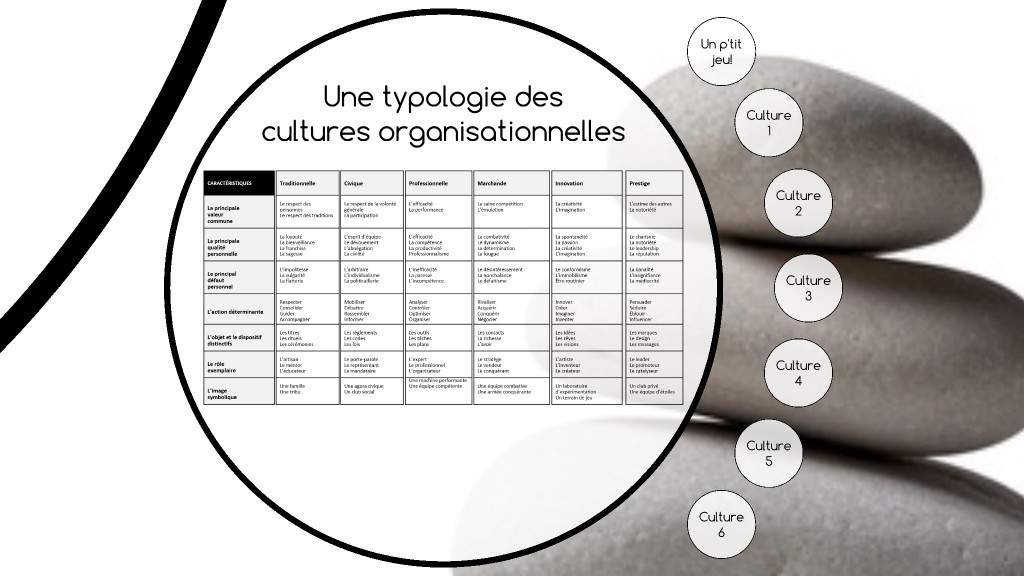 Une typologie des
cultures organisationnelles
CARACTÉRISTIQUES Traditionnelle Civique Professionnelle Marchande Innovation Prestige
La principale
valeur
commune
Le respect des
personnes
Le respect des traditions
Le respect de la volonté
générale
La participation
L'efficacité
La performance
La saine compétition
L'émulation
La créativité
L'imagination
L'estime des autres
La notoriété
La principale
qualité
personnelle
La loyauté
La bienveillance
La franchise
La sagesse
L'esprit d'équipe
Le dévouement
L'abnégation
La civilité
L'efficacité
La compétence
La productivité
Professionnalisme
La combativité
Le dynamisme
La détermination
La fougue
La spontanéité
La passion
La créativité
L'imagination
Le charisme
La notoriété
Le leadership
La réputation
Le principal
défaut
personnel
L'impolitesse
La vulgarité
La flatterie
L'arbitraire
L'individualisme
La politicaillerie
L'inefficacité
La paresse
L'incompétence
Le désintéressement
La nonchalance
Le défaitisme
Le conformisme
L'immobilisme
Être routinier
La banalité
L'insignifiance
La médiocrité
L'action déterminante
Respecter
Consolider
Guider
Accompagner
Mobiliser
Débattre
Rassembler
Informer
Analyser
Contrôler
Optimiser
Organiser
Rivaliser
Acquérir
Conquérir
Négocier
Innover
Créer
Imaginer
Inventer
Persuader
Séduire
Éblouir
Influencer
L'objet et le dispositif
distinctifs
Les titres
Les rituels
Les cérémonies
Les règlements
Les codes
Les lois
Les outils
Les tâches
Les plans
Les contacts
La richesse
L'avoir
Les idées
Les rêves
Les visions
Les marques
Le design
Les messages
Le rôle
exemplaire
L'artisan
Le mentor
L'éducateur
Le porte-parole
Le représentant
Le mandataire
L'expert
Le professionnel
L'organisateur
Le stratège
Le vendeur
Le conquérant
L'artiste
L'inventeur
Le créateur
Le leader
Le promoteur
Le catalyseur
L'image
symbolique
Une famille
Une tribu
Une agora civique
Un club social
Une machine performante
Une équipe compétente
Une équipe combative
Une armée conquérante
Un laboratoire
d'expérimentation
Un terrain de jeu
Un club privé
Une équipe d'étoiles
Un p'tit
jeu!
Culture
1
Culture
2
Culture
3
Culture
4
Culture
5
Culture
6